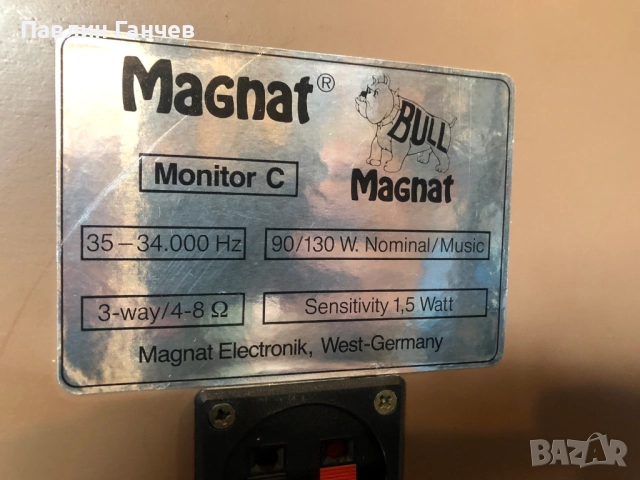 Павлин Ганчев
Magnat®
BULL
Magnat
Monitor C
35–34.000 Hz
90/130 W. Nominal/Music
3-way/4-8 Ω
Sensitivity 1,5 Watt
Magnat Electronik, West-Germany
BAZAR